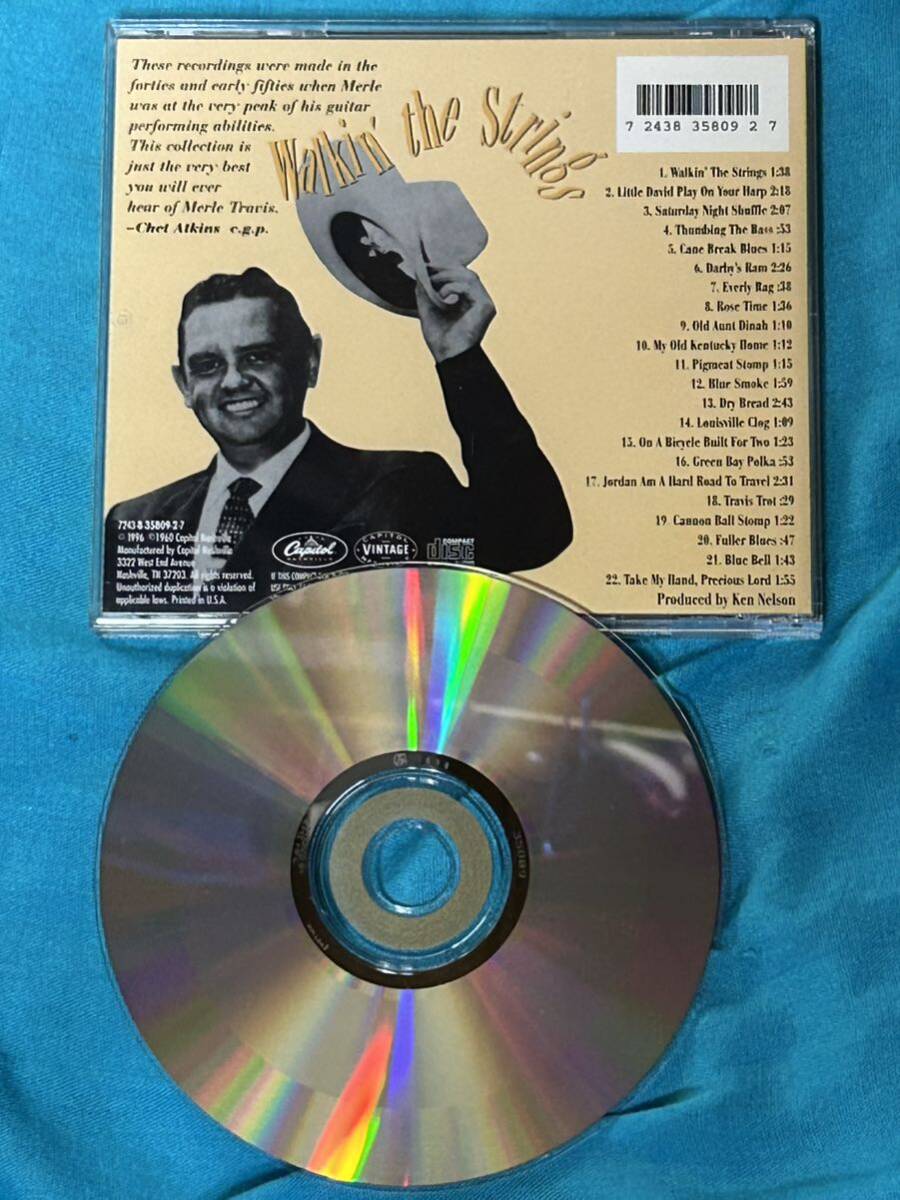 These recordings were made in the
forties and early fifties when Merle
was at the very peak of his guitar
performing abilities.
This collection is
just the very best
you will ever
hear of Merle Travis.
-Chet Atkins c.g.p.
Walkin' the Strings
7 24383 35809 2 7
1. Walkin' The Strings 1:38
2. Little David Play On Your Harp 2:18
3. Saturday Night Shuffle 2:07
4. Thumbing The Bass :53
5. Cane Break Blues 1:15
6. Darby's Ram 2:26
7. Everly Rag :38
8. Rose Time 1:36
9. Old Aunt Dinah 1:10
10. My Old Kentucky Home 1:12
11. Pigmeat Stomp 1:15
12. Blue Smoke 1:59
13. Dry Bread 2:43
14. Louisville Clog 1:09
15. On A Bicycle Built For Two 1:23
16. Green Bay Polka :53
17. Jordan Am A Hard Road To Travel 2:31
18. Travis Trot :29
19. Cannon Ball Stomp 1:22
20. Fuller Blues :47
21. Blue Bell 1:43
22. Take My Hand, Precious Lord 1:55
Produced by Ken Nelson
7243-8-35809-2-7
© 1996 ℗1960 Capitol Nashville
Manufactured by Capitol Nashville
3322 West End Avenue
Nashville, TN 37203. All rights reserved.
Unauthorized duplication is a violation of
applicable laws. Printed in U.S.A.
Capitol
NASHVILLE
CAPITOL
VINTAGE
COMPACT
disc
IF THIS COMPACT
35809